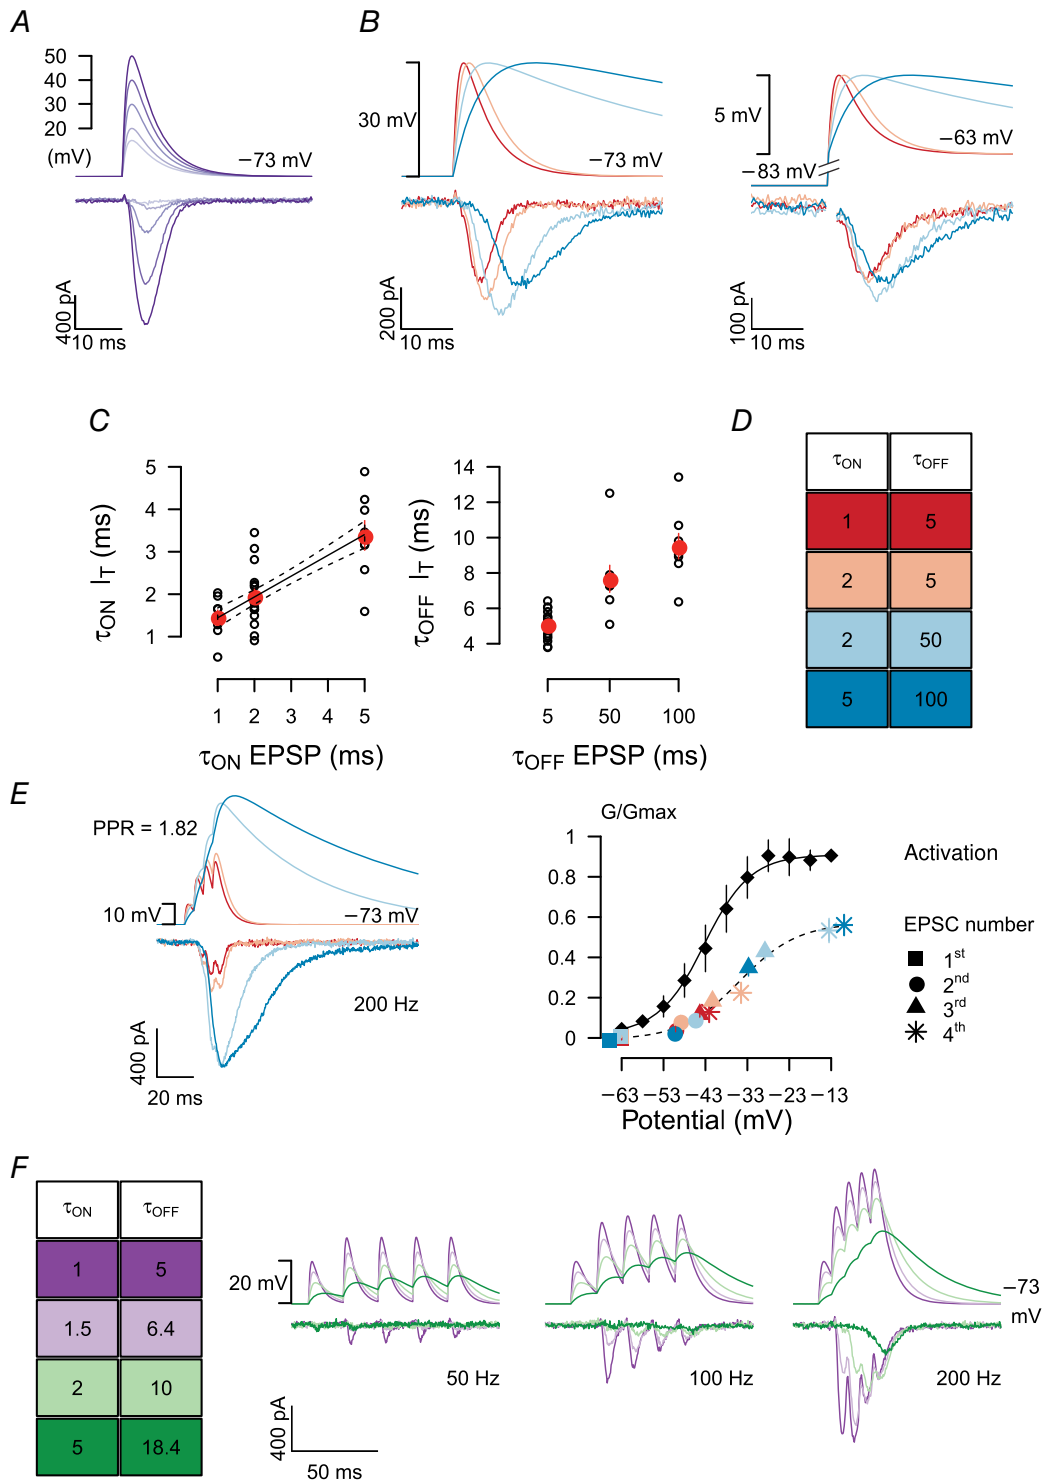 A
50
40
30
20
(mV)
−73 mV
400 pA
10 ms
B
30 mV
−73 mV
200 pA
10 ms
5 mV
−63 mV
−83 mV
100 pA
10 ms
C
τON IT (ms)
5
4
3
2
1
1 2 3 4 5
τON EPSP (ms)
τOFF IT (ms)
14
12
10
8
6
4
5 50 100
τOFF EPSP (ms)
D
τON τOFF
1 5
2 5
2 50
5 100
E
PPR = 1.82
10 mV
−73 mV
200 Hz
400 pA
20 ms
G/Gmax
1
0.8
0.6
0.4
0.2
0
−63 −53 −43 −33 −23 −13
Potential (mV)
Activation
EPSC number
1st
2nd
3rd
4th
F
τON τOFF
1 5
1.5 6.4
2 10
5 18.4
20 mV
−73
mV
50 Hz
100 Hz
200 Hz
400 pA
50 ms